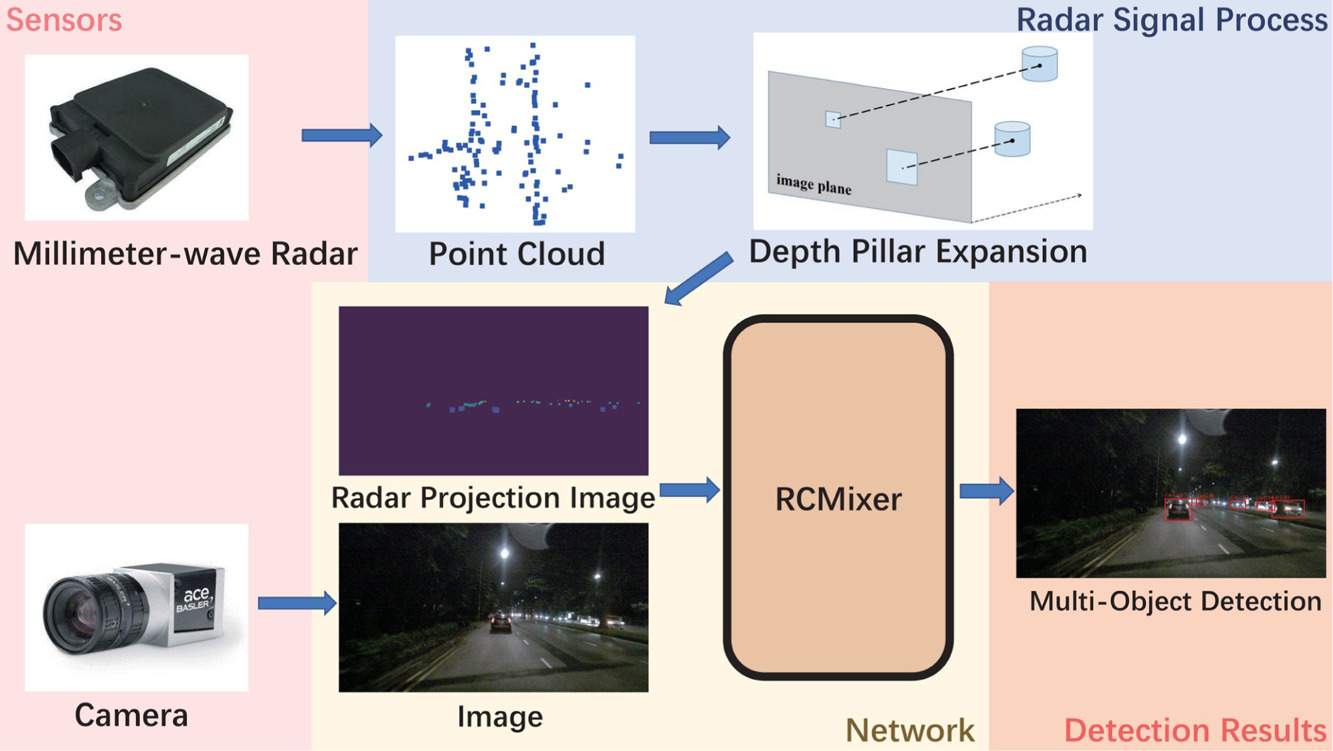 Sensors
Radar Signal Process
image plane
Millimeter-wave Radar
Point Cloud
Depth Pillar Expansion
Radar Projection Image
RCMixer
ace
BASLER
Multi-Object Detection
Camera
Image
Network
Detection Results